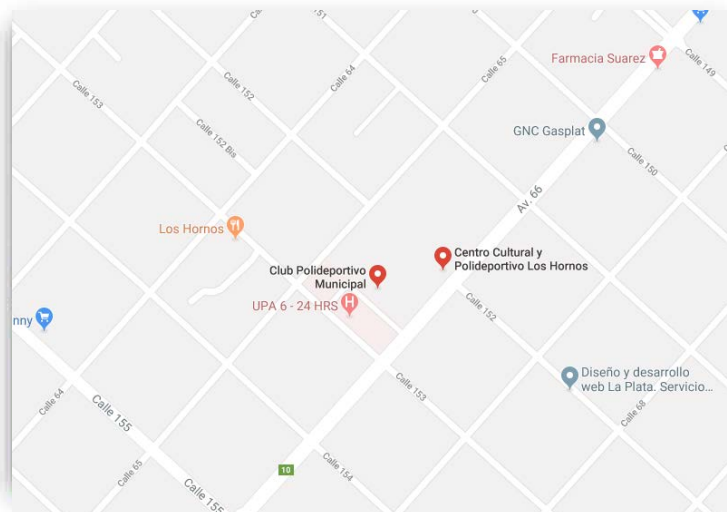 Calle 64
Calle 65
Calle 149
Farmacia Suarez
Calle 152
Calle 153
GNC Gasplat
Calle 152 Bis
Calle 150
Av. 66
Los Hornos
Centro Cultural y
Polideportivo Los Hornos
Club Polideportivo
Municipal
UPA 6 - 24 HRS
Calle 152
nny
Diseño y desarrollo
web La Plata. Servicio...
Calle 153
Calle 64
Calle 155
Calle 68
Calle 65
10
Calle 154
Calle 155